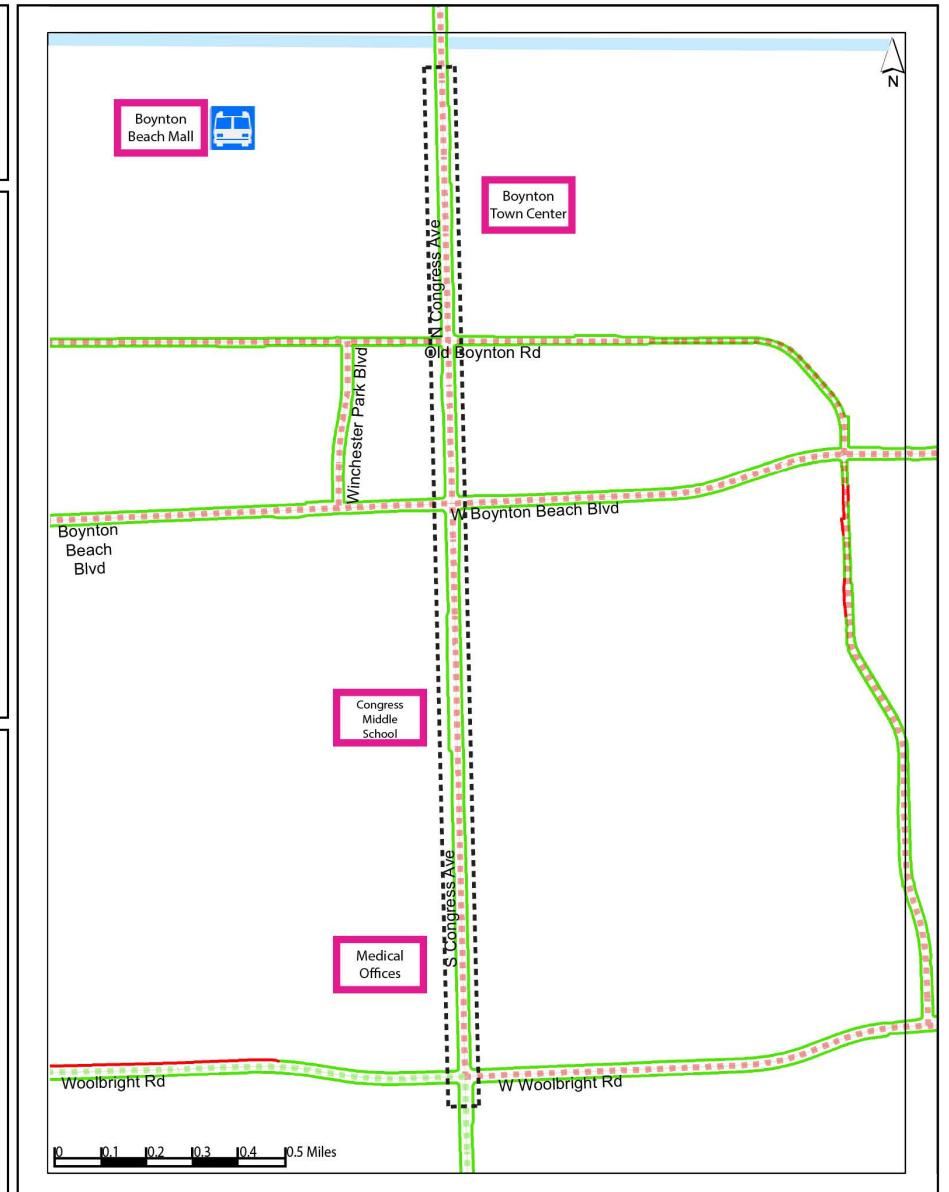 N
Boynton
Beach Mall
Boynton
Town Center
N Congress Ave
Old Boynton Rd
Winchester Park Blvd
W Boynton Beach Blvd
Boynton
Beach
Blvd
Congress
Middle
School
S Congress Ave
Medical
Offices
Woolbright Rd
W Woolbright Rd
0 0.1 0.2 0.3 0.4 0.5 Miles